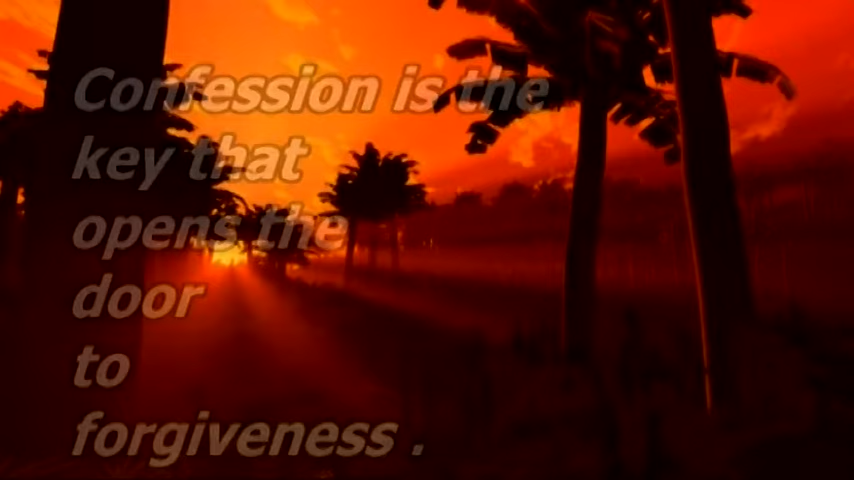 Confession is the
key that
opens the
door
to
forgiveness .